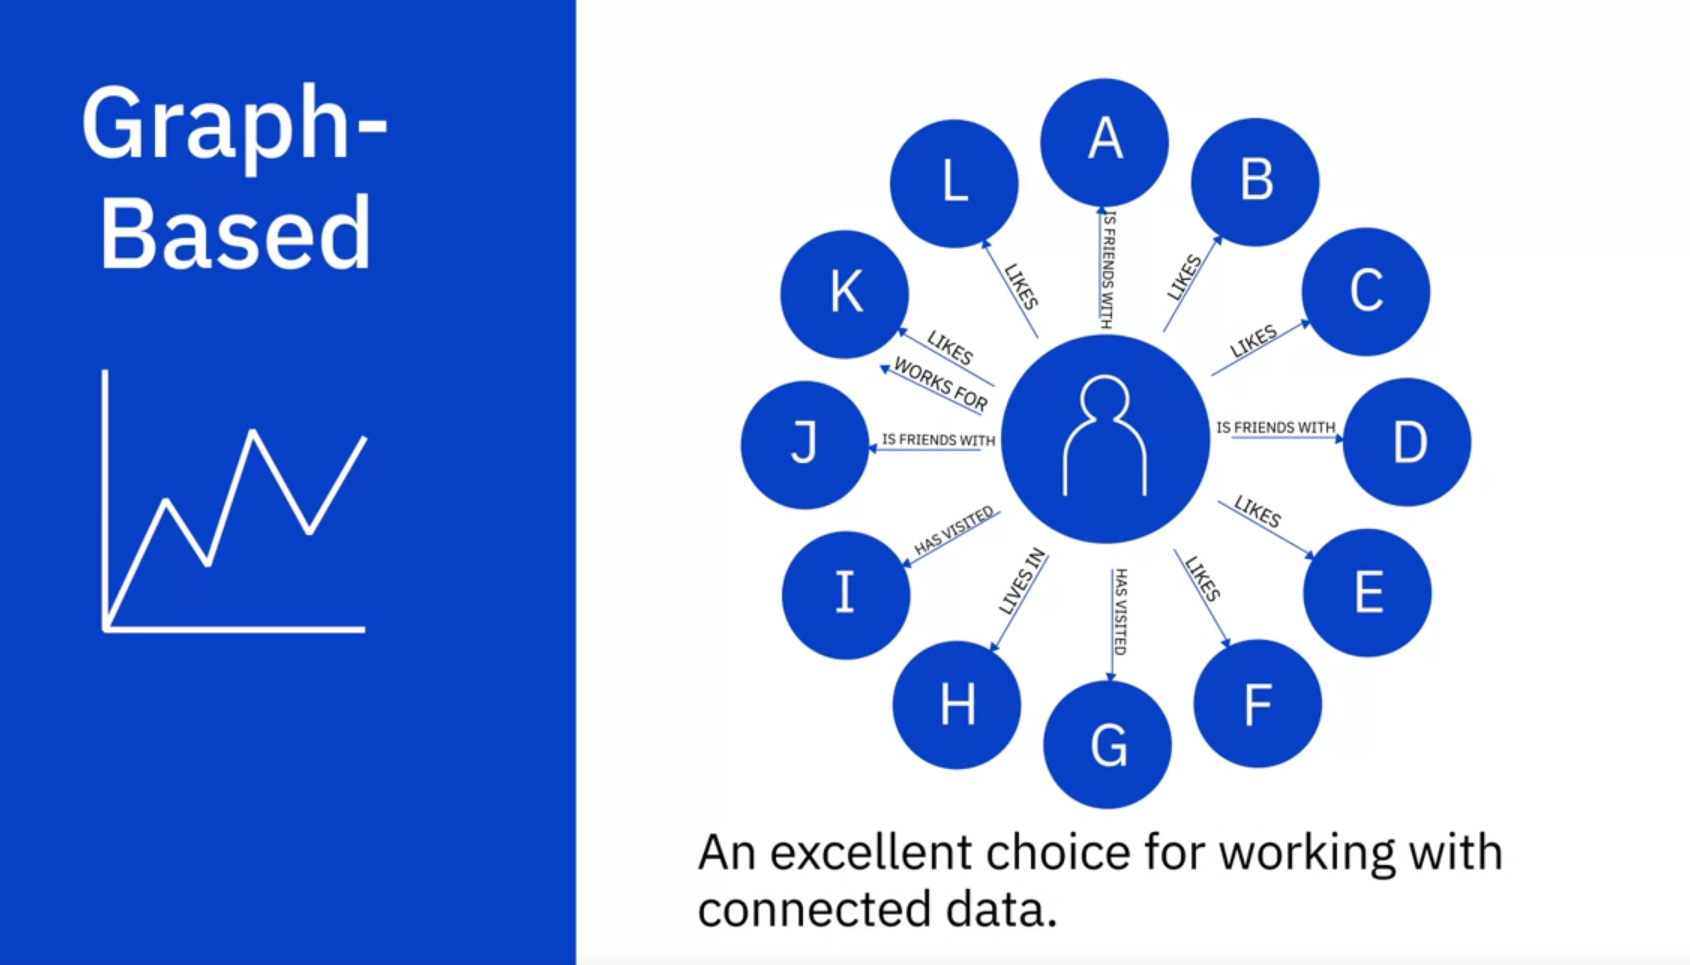 Graph-
Based
A
IS FRIENDS WITH
B
LIKES
C
LIKES
D
IS FRIENDS WITH
E
LIKES
F
LIKES
G
HAS VISITED
H
LIVES IN
I
HAS VISITED
J
IS FRIENDS WITH
K
LIKES
WORKS FOR
L
LIKES
An excellent choice for working with
connected data.